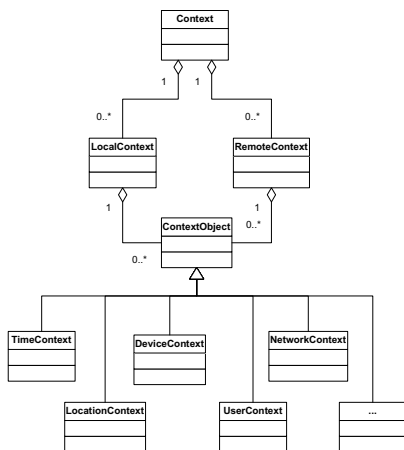 Context
1 1
0..* 0..*
LocalContext RemoteContext
1 1
ContextObject
0..*
0..*
TimeContext DeviceContext NetworkContext
LocationContext UserContext ...